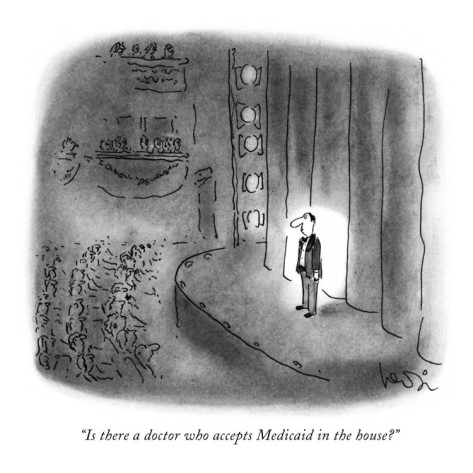 “Is there a doctor who accepts Medicaid in the house?”